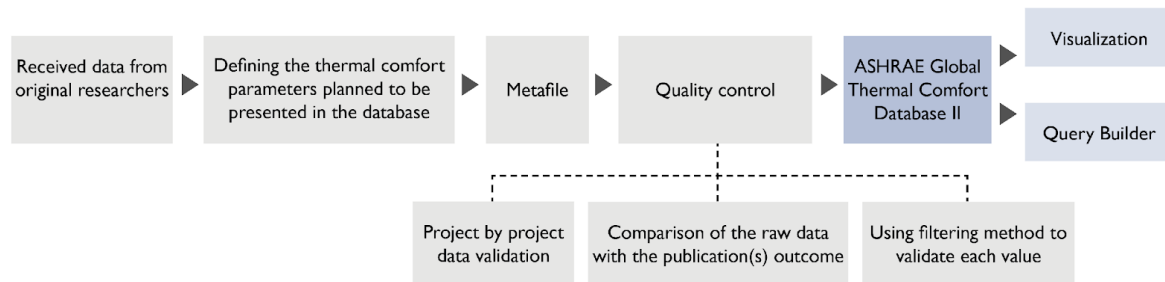 Received data from
original researchers
Defining the thermal comfort
parameters planned to be
presented in the database
Metafile
Quality control
ASHRAE Global
Thermal Comfort
Database II
Visualization
Query Builder
Project by project
data validation
Comparison of the raw data
with the publication(s) outcome
Using filtering method to
validate each value